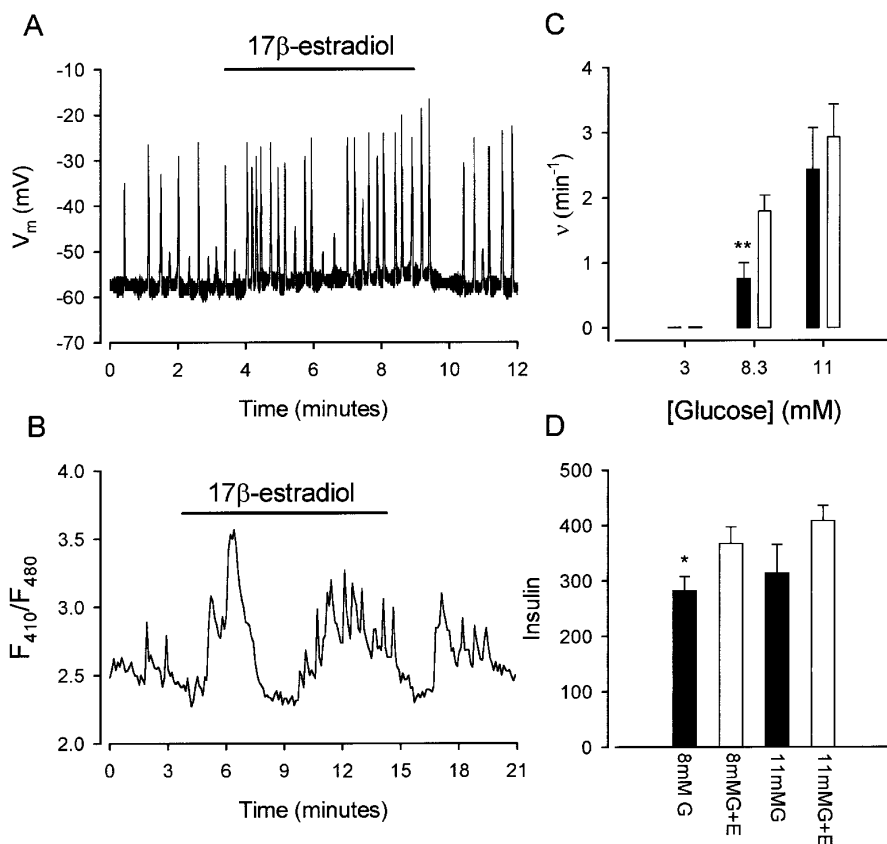 A
17β-estradiol
-10
-20
-30
-40
-50
-60
-70
Vm (mV)
0 2 4 6 8 10 12
Time (minutes)
B
17β-estradiol
4.0
3.5
3.0
2.5
2.0
F410/F480
0 3 6 9 12 15 18 21
Time (minutes)
C
4
3
2
1
0
ν (min⁻¹)
**
3 8.3 11
[Glucose] (mM)
D
500
400
300
200
100
0
Insulin
*
8mM G
8mMG+E
11mMG
11mMG+E